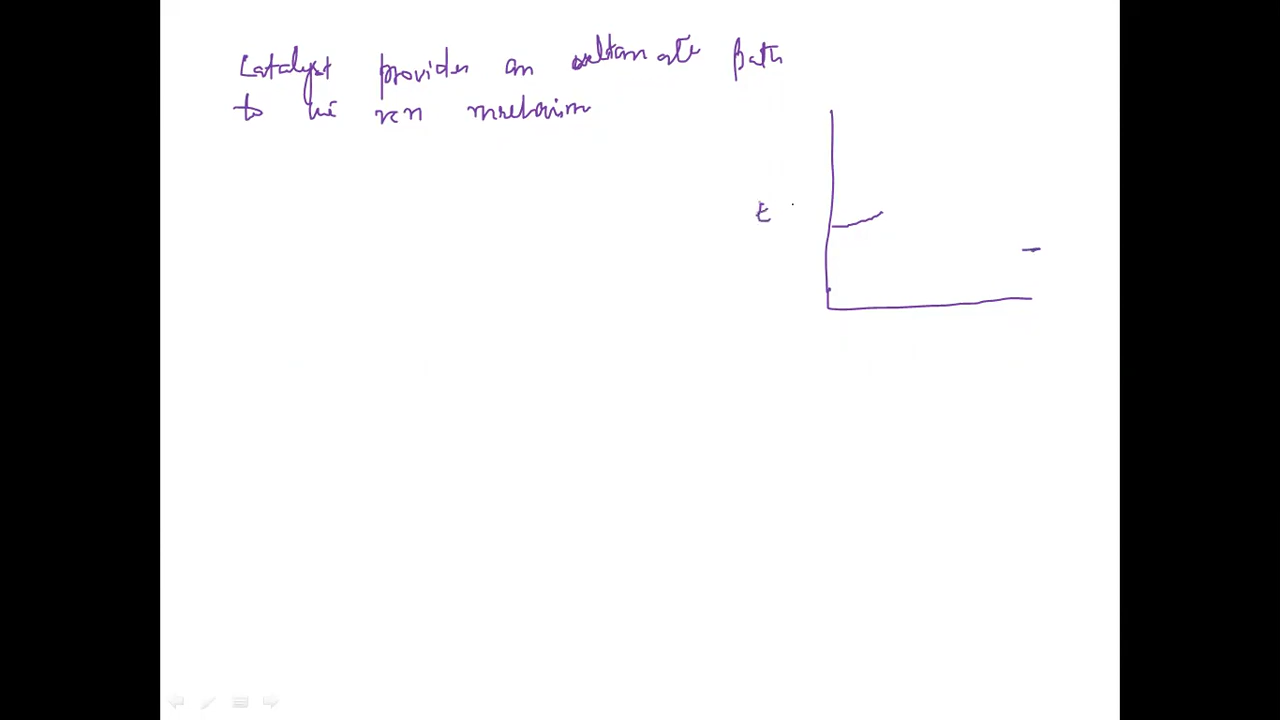 Catalyst provides an alternate Path
to the rxn mechanism
E